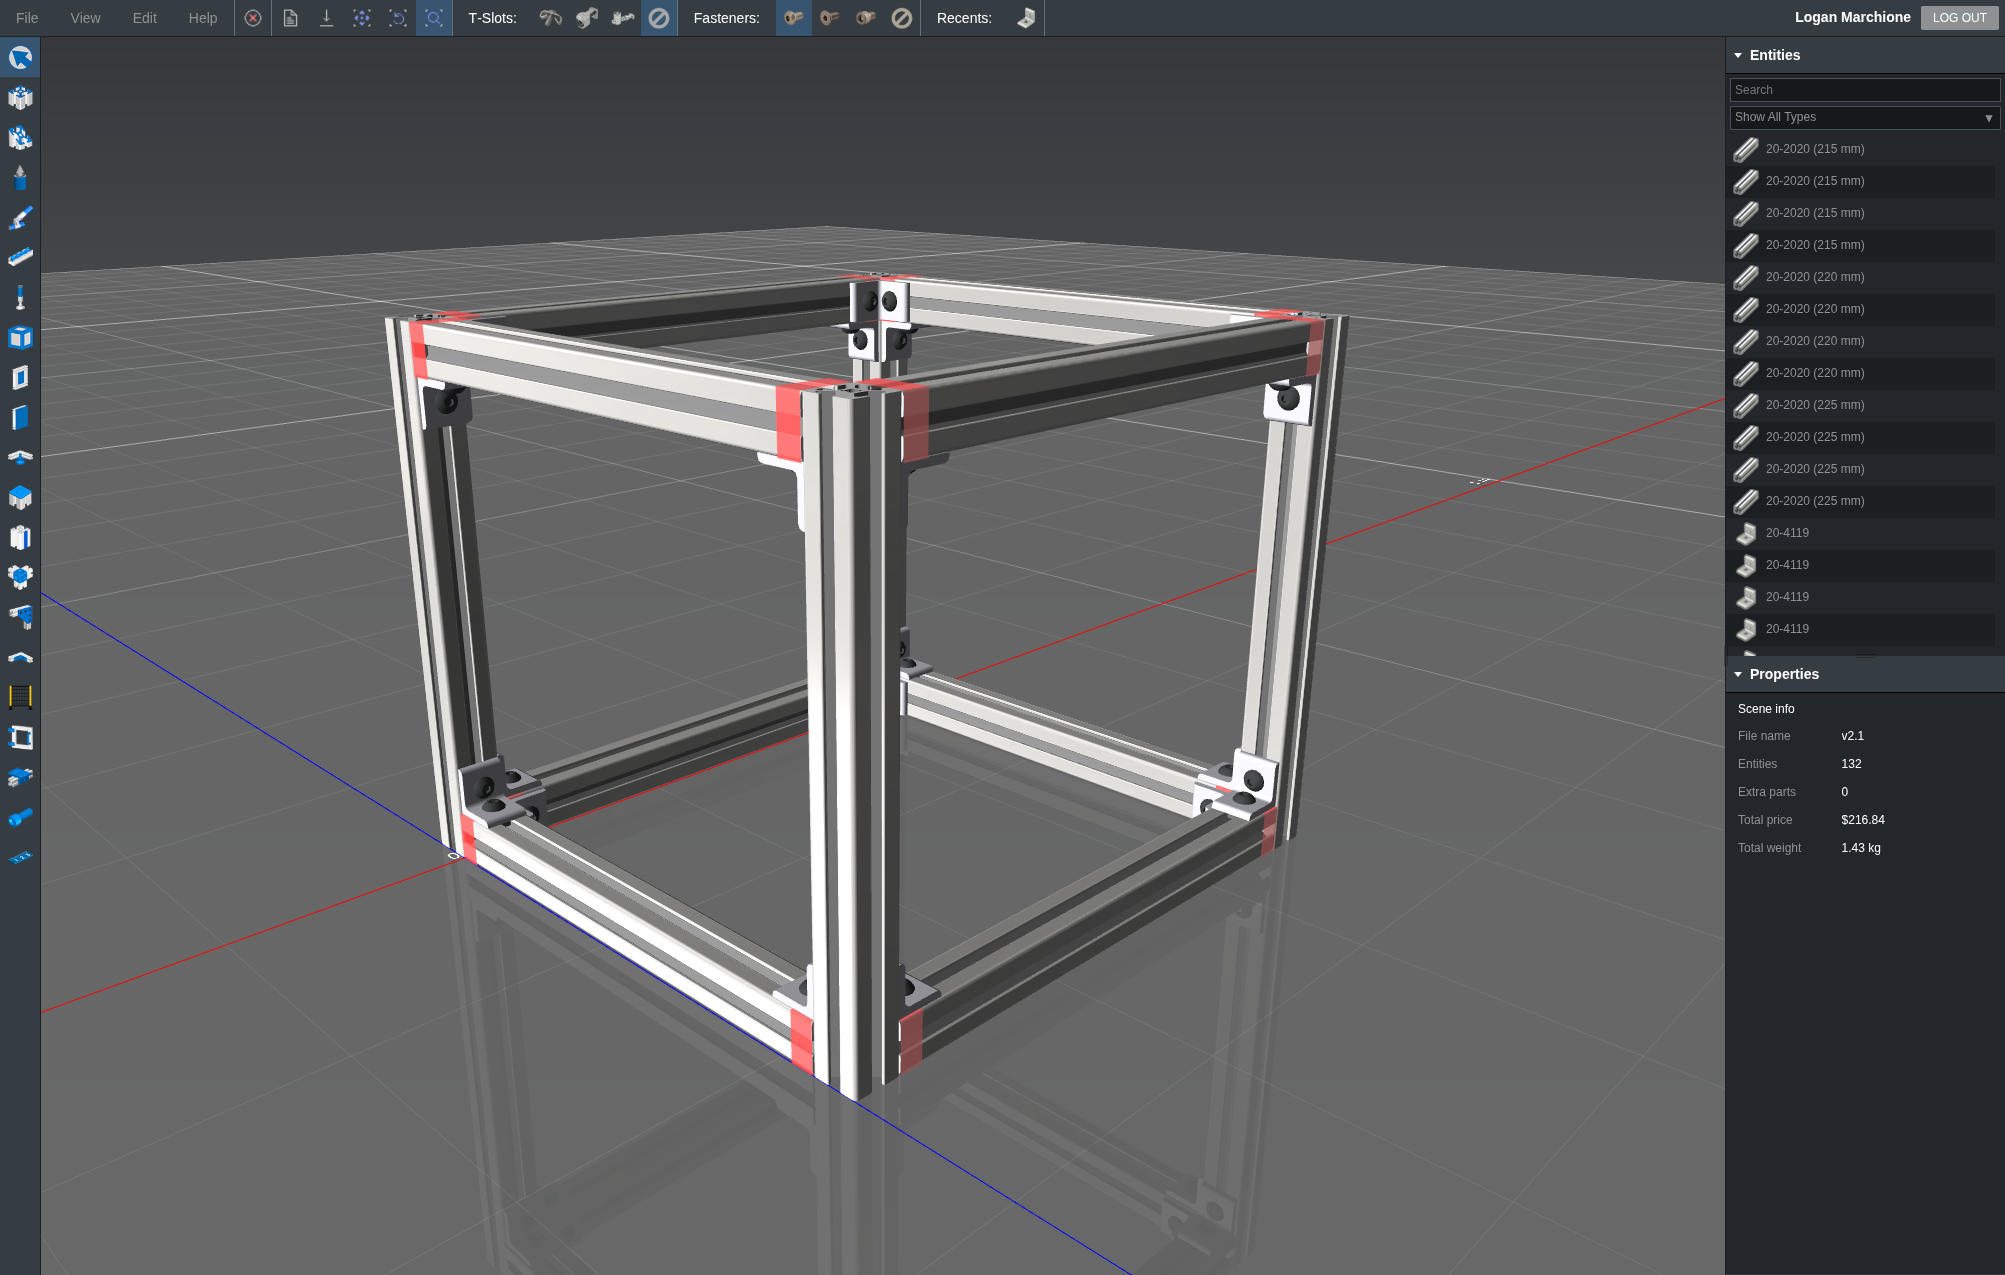 File View Edit Help T-Slots: Fasteners: Recents: Logan Marchione LOG OUT
Entities
Search
Show All Types
20-2020 (215 mm)
20-2020 (215 mm)
20-2020 (215 mm)
20-2020 (215 mm)
20-2020 (220 mm)
20-2020 (220 mm)
20-2020 (220 mm)
20-2020 (220 mm)
20-2020 (225 mm)
20-2020 (225 mm)
20-2020 (225 mm)
20-2020 (225 mm)
20-4119
20-4119
20-4119
20-4119
Properties
Scene info
File name v2.1
Entities 132
Extra parts 0
Total price $216.84
Total weight 1.43 kg
0